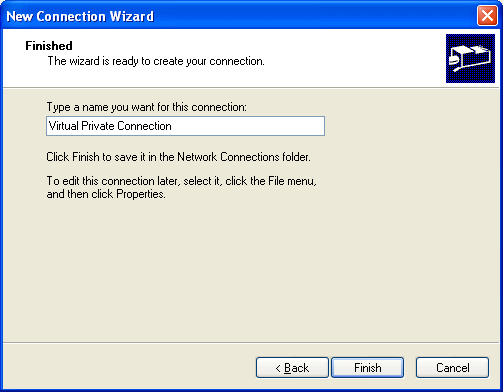 New Connection Wizard
Finished
The wizard is ready to create your connection.
Type a name you want for this connection:
Virtual Private Connection
Click Finish to save it in the Network Connections folder.
To edit this connection later, select it, click the File menu,
and then click Properties.
< Back
Finish
Cancel